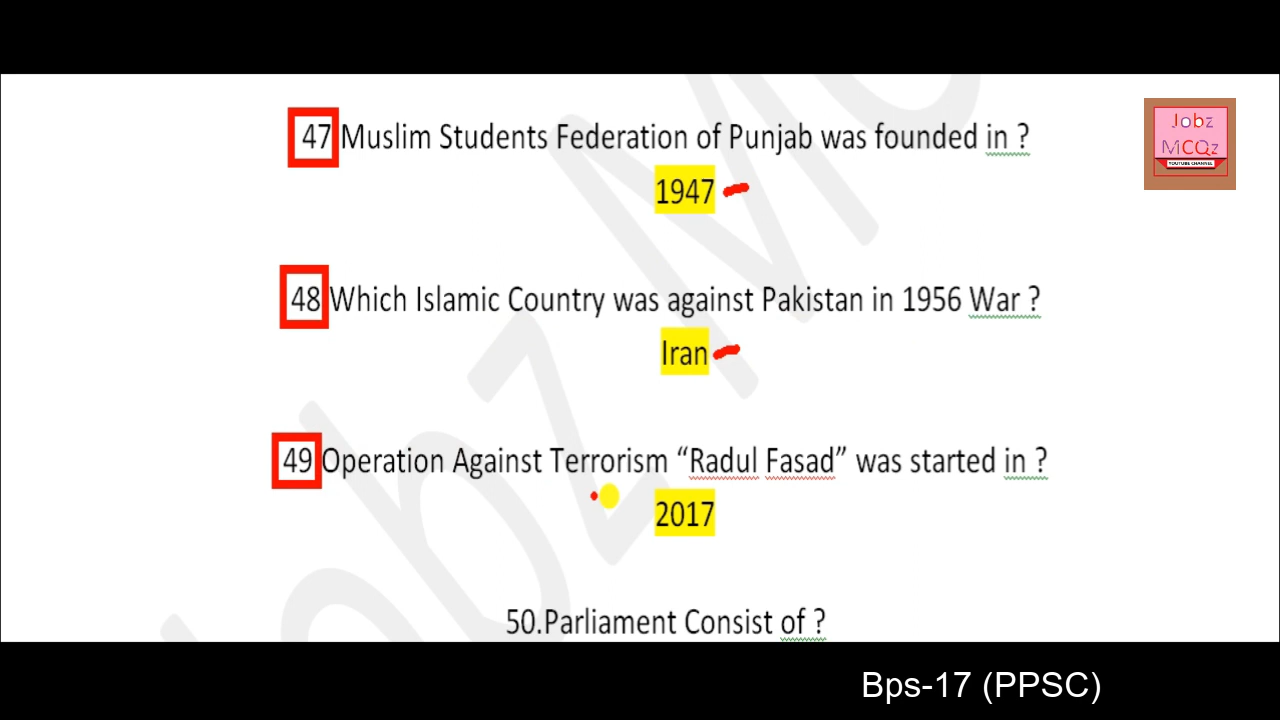 47 Muslim Students Federation of Punjab was founded in ?
1947
Jobz
MCQz
YOUTUBE CHANNEL
48 Which Islamic Country was against Pakistan in 1956 War ?
Iran
49 Operation Against Terrorism “Radul Fasad” was started in ?
2017
50.Parliament Consist of ?
Bps-17 (PPSC)